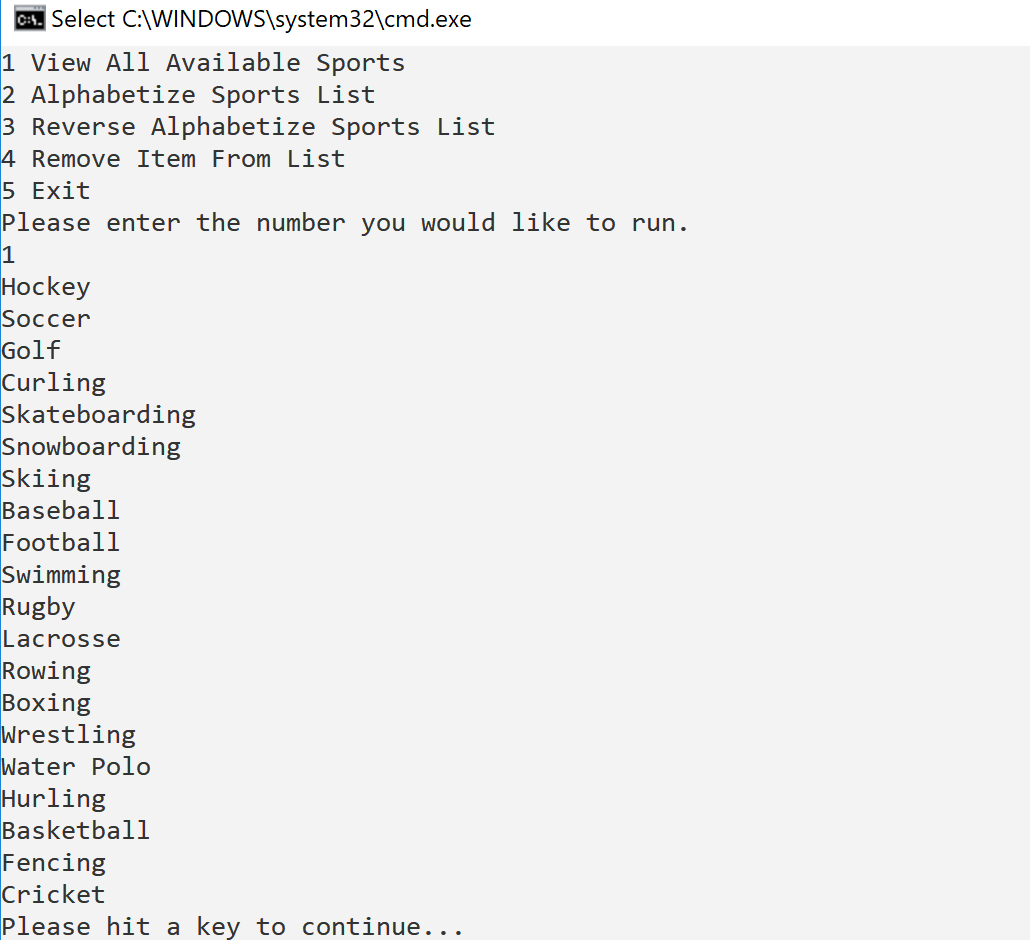 Select C:\WINDOWS\system32\cmd.exe
1 View All Available Sports
2 Alphabetize Sports List
3 Reverse Alphabetize Sports List
4 Remove Item From List
5 Exit
Please enter the number you would like to run.
1
Hockey
Soccer
Golf
Curling
Skateboarding
Snowboarding
Skiing
Baseball
Football
Swimming
Rugby
Lacrosse
Rowing
Boxing
Wrestling
Water Polo
Hurling
Basketball
Fencing
Cricket
Please hit a key to continue...